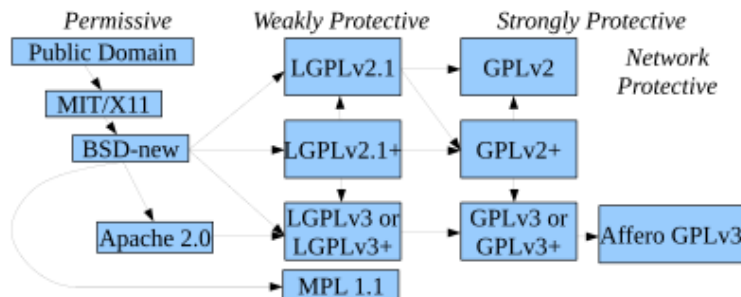 Permissive
Weakly Protective
Strongly Protective
Public Domain
LGPLv2.1
GPLv2
Network
Protective
MIT/X11
BSD-new
LGPLv2.1+
GPLv2+
Apache 2.0
LGPLv3 or
LGPLv3+
GPLv3 or
GPLv3+
Affero GPLv3
MPL 1.1